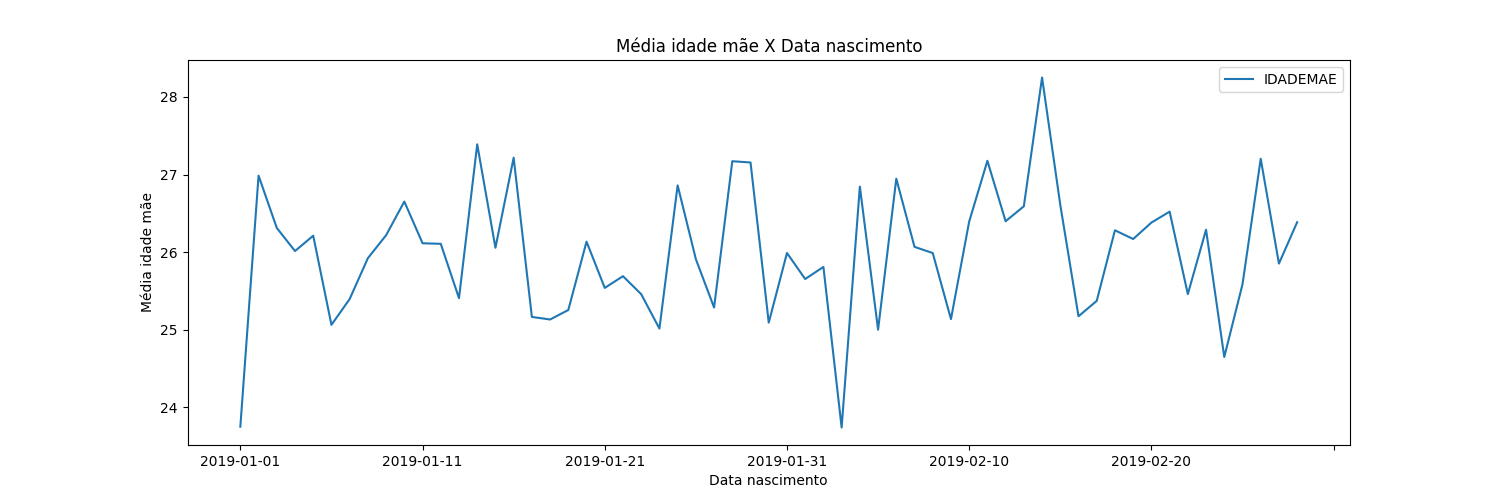 Média idade mãe X Data nascimento
IDADEMAE
Média idade mãe
28
27
26
25
24
2019-01-01 2019-01-11 2019-01-21 2019-01-31 2019-02-10 2019-02-20
Data nascimento